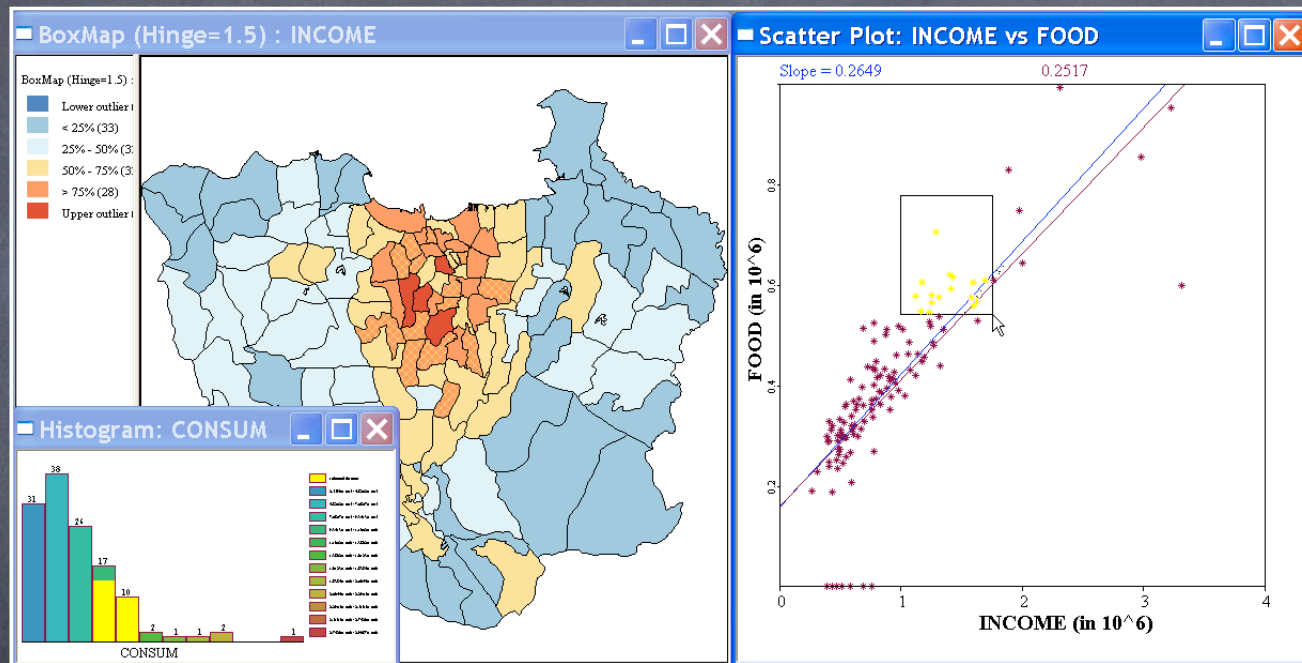 BoxMap (Hinge=1.5) : INCOME
BoxMap (Hinge=1.5) :
Lower outlier
< 25% (33)
25% - 50% (3
50% - 75% (3
> 75% (28)
Upper outlier
Histogram: CONSUM
31
38
26
17
10
2
1
1
2
1
CONSUM
Scatter Plot: INCOME vs FOOD
Slope = 0.2649
0.2517
FOOD (in 10^6)
0.8
0.6
0.4
0.2
0
1
2
3
4
INCOME (in 10^6)